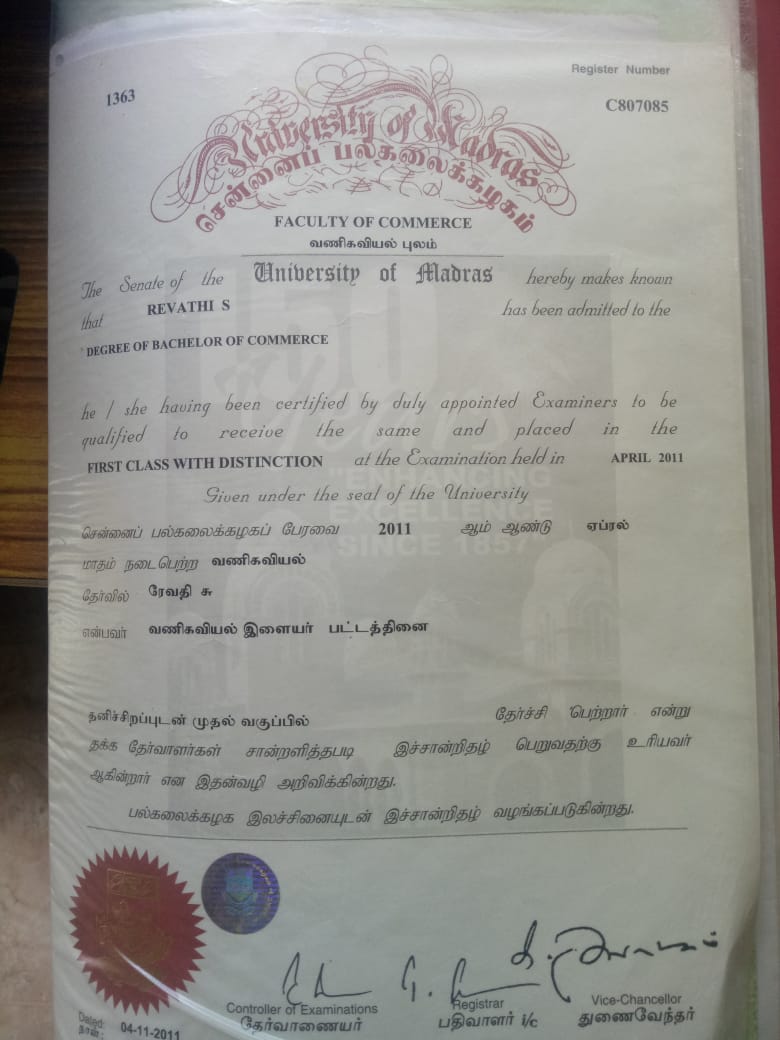 Register Number
1363
C807085
University of Madras
சென்னைப் பல்கலைக்கழகம்
FACULTY OF COMMERCE
வணிகவியல் புலம்
The Senate of the University of Madras hereby makes known
that REVATHI S has been admitted to the
DEGREE OF BACHELOR OF COMMERCE
he / she having been certified by duly appointed Examiners to be
qualified to receive the same and placed in the
FIRST CLASS WITH DISTINCTION at the Examination held in APRIL 2011
Given under the seal of the University
சென்னைப் பல்கலைக்கழகப் பேரவை 2011 ஆம் ஆண்டு ஏப்ரல்
மாதம் நடைபெற்ற வணிகவியல்
தேர்வில் ரேவதி சு
என்பவர் வணிகவியல் இளையர் பட்டத்தினை
தனிச்சிறப்புடன் முதல் வகுப்பில் தேர்ச்சி பெற்றார் என்று
தக்க தேர்வாளர்கள் சான்றளித்தபடி இச்சான்றிதழ் பெறுவதற்கு உரியவர்
ஆகின்றார் என இதன்வழி அறிவிக்கின்றது.
பல்கலைக்கழக இலச்சினையுடன் இச்சான்றிதழ் வழங்கப்படுகின்றது.
Controller of Examinations
தேர்வாணையர்
Registrar
பதிவாளர் i/c
Vice-Chancellor
துணைவேந்தர்
Dated:
நாள்: 04-11-2011
EXCELLENCE
SINCE 1857